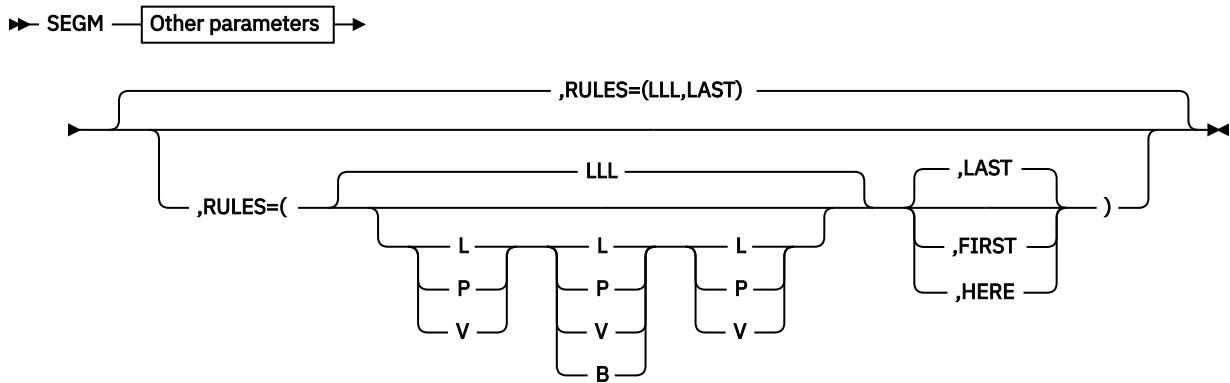 SEGM Other parameters
,RULES=(LLL,LAST)
LLL ,LAST
,RULES=( )
L L L ,FIRST
P P P ,HERE
V V V
B